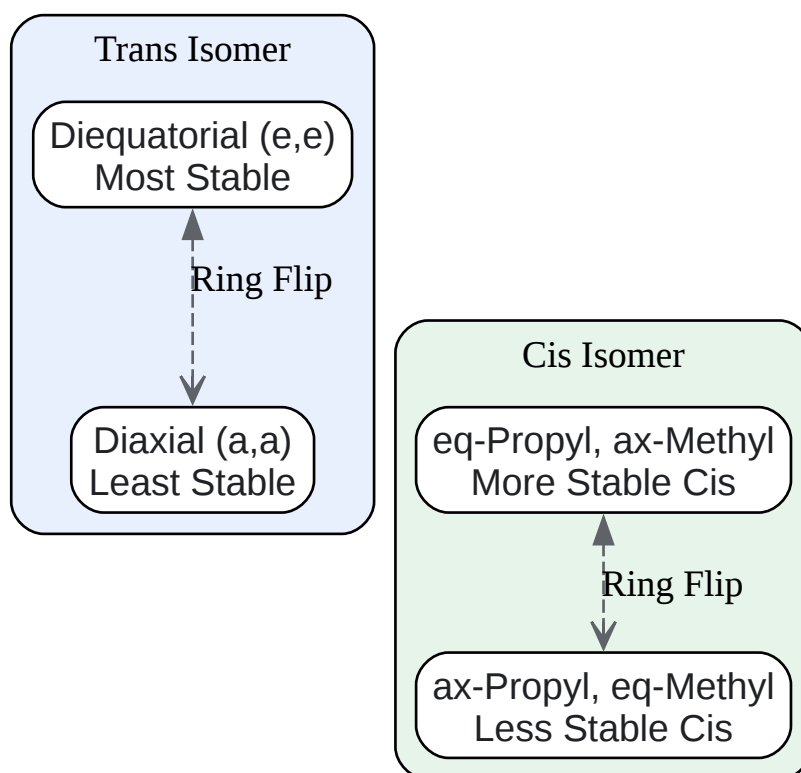 Trans Isomer
Diequatorial (e,e)
Most Stable
Ring Flip
Diaxial (a,a)
Least Stable
Cis Isomer
eq-Propyl, ax-Methyl
More Stable Cis
Ring Flip
ax-Propyl, eq-Methyl
Less Stable Cis